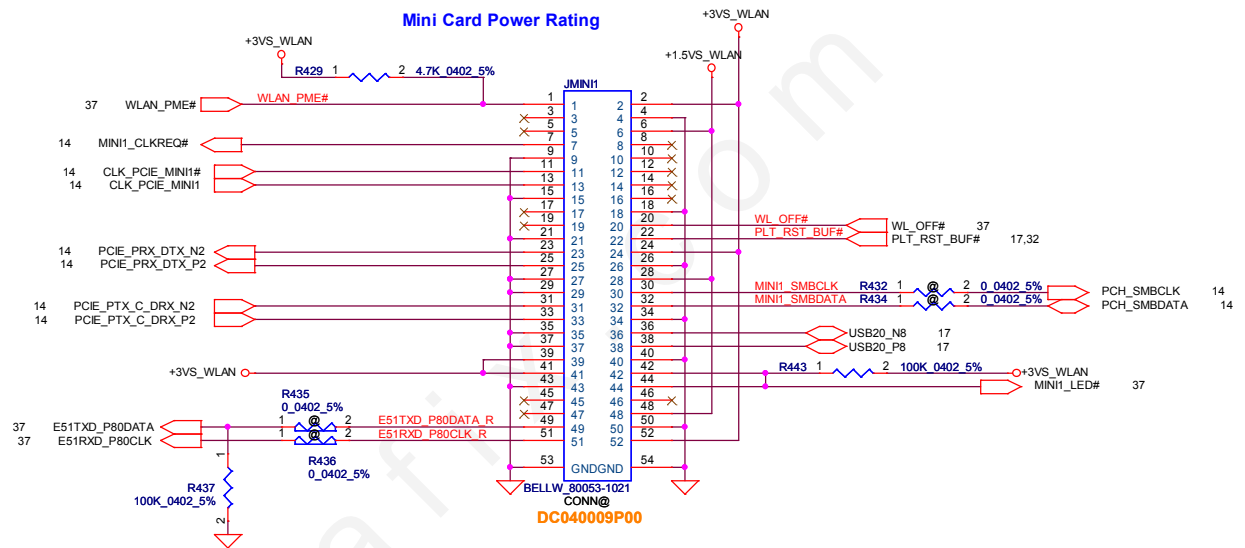 Mini Card Power Rating
+3VS_WLAN
+3VS_WLAN
+1.5VS_WLAN
R429 1 2 4.7K_0402_5%
JMINI1
37 WLAN_PME# WLAN_PME# 1 1 2 2
3 3 4 4
5 5 6 6
14 MINI1_CLKREQ# 7 7 8 8
9 9 10 10
14 CLK_PCIE_MINI1# 11 11 12 12
14 CLK_PCIE_MINI1 13 13 14 14
15 15 16 16
17 17 18 18
19 19 20 20 WL_OFF# WL_OFF# 37
21 21 22 22 PLT_RST_BUF# PLT_RST_BUF# 17,32
14 PCIE_PRX_DTX_N2 23 23 24 24
14 PCIE_PRX_DTX_P2 25 25 26 26
27 27 28 28
29 29 30 30 MINI1_SMBCLK R432 1 @ 2 0_0402_5% PCH_SMBCLK 14
14 PCIE_PTX_C_DRX_N2 31 31 32 32 MINI1_SMBDATA R434 1 @ 2 0_0402_5% PCH_SMBDATA 14
14 PCIE_PTX_C_DRX_P2 33 33 34 34
35 35 36 36 USB20_N8 17
37 37 38 38 USB20_P8 17
39 39 40 40
+3VS_WLAN 41 41 42 42 R443 1 2 100K_0402_5% +3VS_WLAN
43 43 44 44 MINI1_LED# 37
45 45 46 46
47 47 48 48
R435
0_0402_5%
37 E51TXD_P80DATA 1 @ 2 E51TXD_P80DATA_R 49 49 50 50
37 E51RXD_P80CLK 1 @ 2 E51RXD_P80CLK_R 51 51 52 52
R436
0_0402_5%
53 GND GND 54
1
R437
100K_0402_5%
2
BELLW_80053-1021
CONN@
DC040009P00